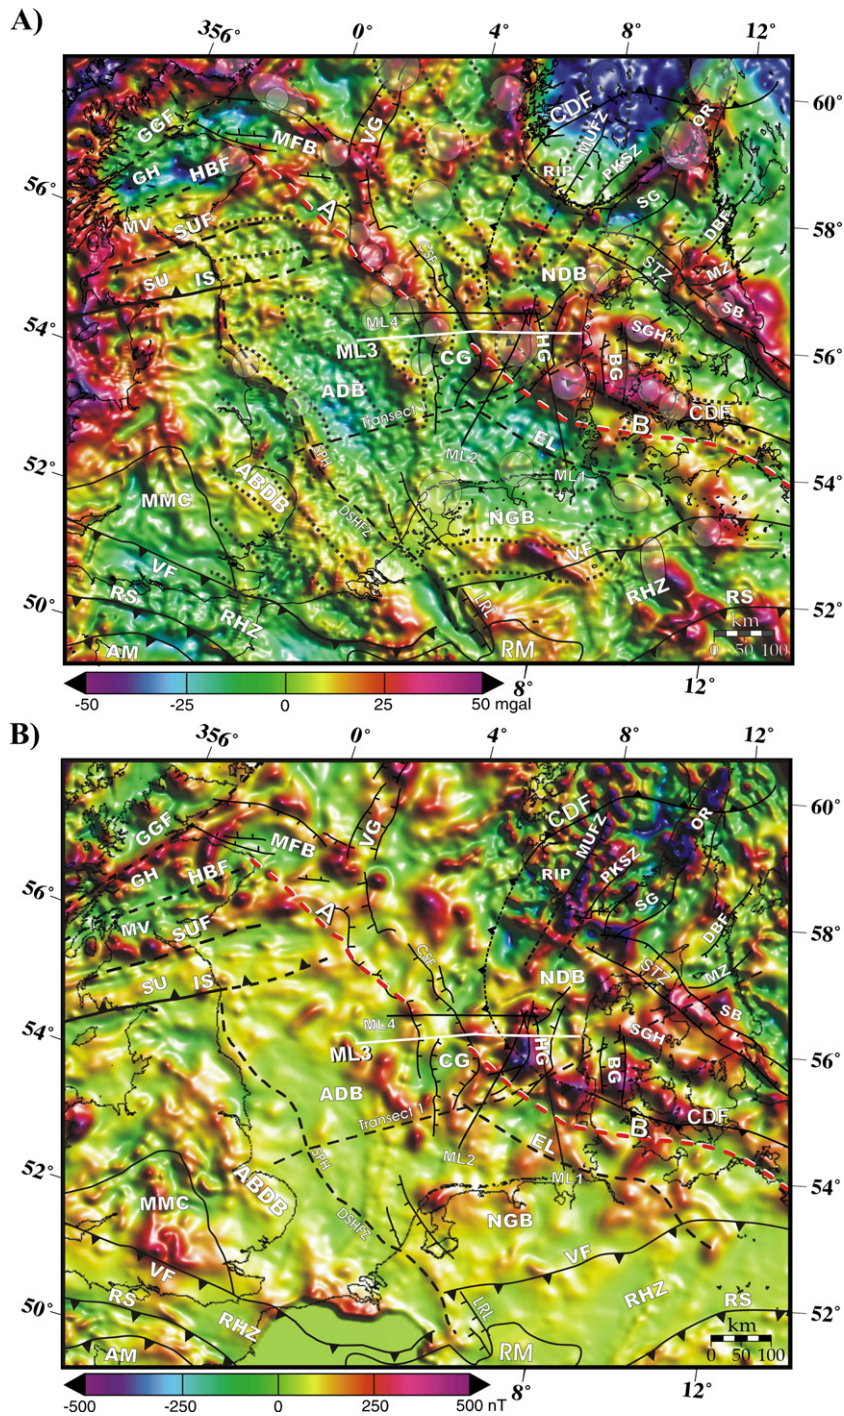 A)
356° 0° 4° 8° 12°
60°
CDF
OR
GGF
MFB
VG
MUFZ
PKSZ
RIP
GH
HBF
SG
56°
58°
A
DBF
MV
SUF
CSF
STZ
MZ
NDB
SU IS
SB
54°
ML4
SGH
56°
ML3
CG
HG
BG
ADB
Transect 1
CDF
B
EL
SPH
ML2
52°
ML1
54°
ABDB
MMC
DSHFZ
NGB
VF
VF
RS
RHZ
RS
50°
RHZ
LRL
52°
km
AM
RM
0 50 100
8° 12°
-50 -25 0 25 50 mgal
B)
356° 0° 4° 8° 12°
60°
CDF
OR
GGF
MFB
VG
MUFZ
PKSZ
RIP
GH
HBF
SG
56°
58°
A
DBF
MV
SUF
CSF
STZ
MZ
NDB
SU IS
SB
54°
ML4
SGH
56°
ML3
CG
HG
BG
ADB
Transect 1
CDF
B
EL
SPH
ML2
52°
ML1
54°
ABDB
MMC
DSHFZ
NGB
VF
VF
RS
RHZ
RHZ
RS
50°
LRL
52°
km
AM
RM
0 50 100
8° 12°
-500 -250 0 250 500 nT